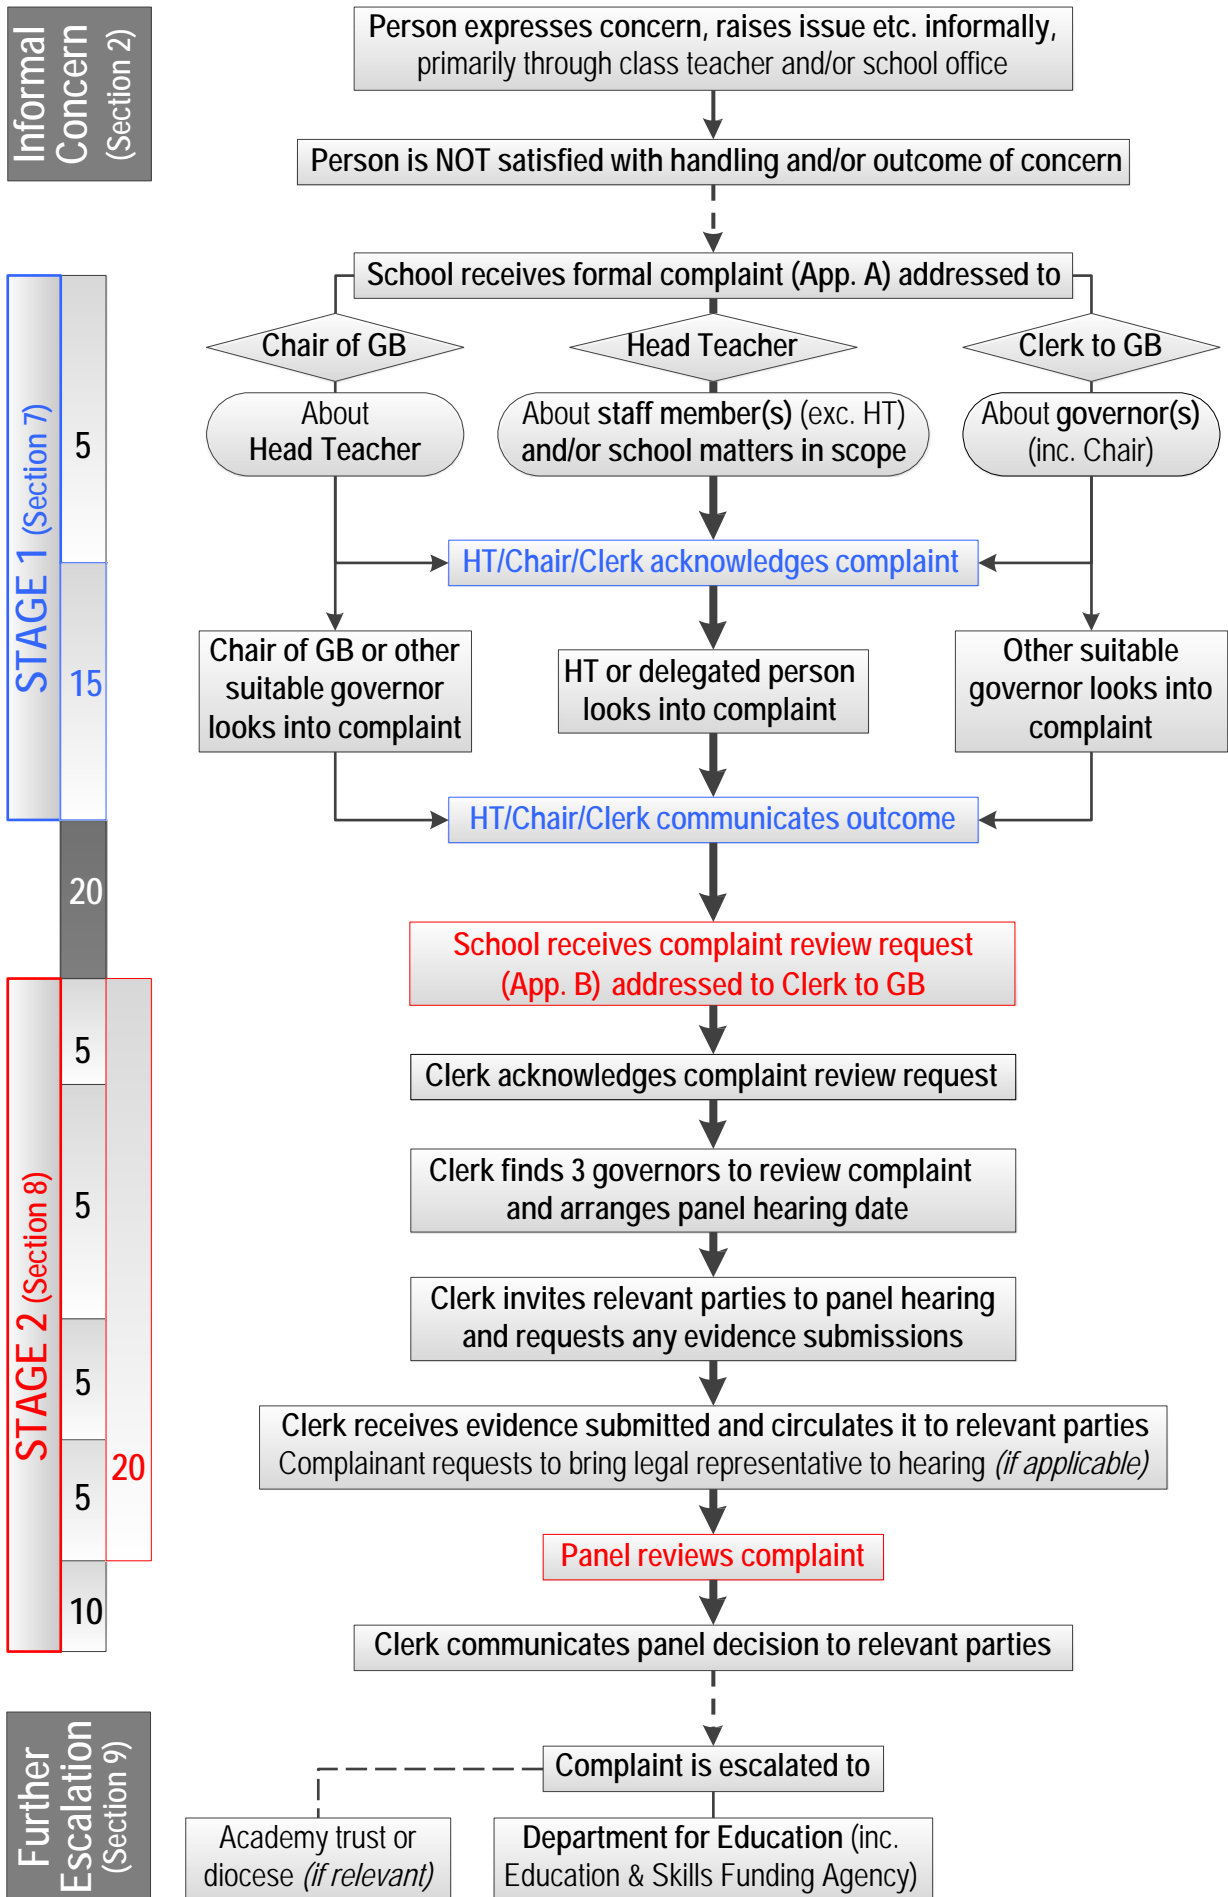 Informal
Concern
(Section 2)
Person expresses concern, raises issue etc. informally,
primarily through class teacher and/or school office
Person is NOT satisfied with handling and/or outcome of concern
STAGE 1 (Section 7)
5
15
School receives formal complaint (App. A) addressed to
Chair of GB
Head Teacher
Clerk to GB
About
Head Teacher
About staff member(s) (exc. HT)
and/or school matters in scope
About governor(s)
(inc. Chair)
HT/Chair/Clerk acknowledges complaint
Chair of GB or other
suitable governor
looks into complaint
HT or delegated person
looks into complaint
Other suitable
governor looks into
complaint
HT/Chair/Clerk communicates outcome
20
School receives complaint review request
(App. B) addressed to Clerk to GB
STAGE 2 (Section 8)
5
5
5
5
20
10
Clerk acknowledges complaint review request
Clerk finds 3 governors to review complaint
and arranges panel hearing date
Clerk invites relevant parties to panel hearing
and requests any evidence submissions
Clerk receives evidence submitted and circulates it to relevant parties
Complainant requests to bring legal representative to hearing (if applicable)
Panel reviews complaint
Clerk communicates panel decision to relevant parties
Further
Escalation
(Section 9)
Complaint is escalated to
Academy trust or
diocese (if relevant)
Department for Education (inc.
Education & Skills Funding Agency)